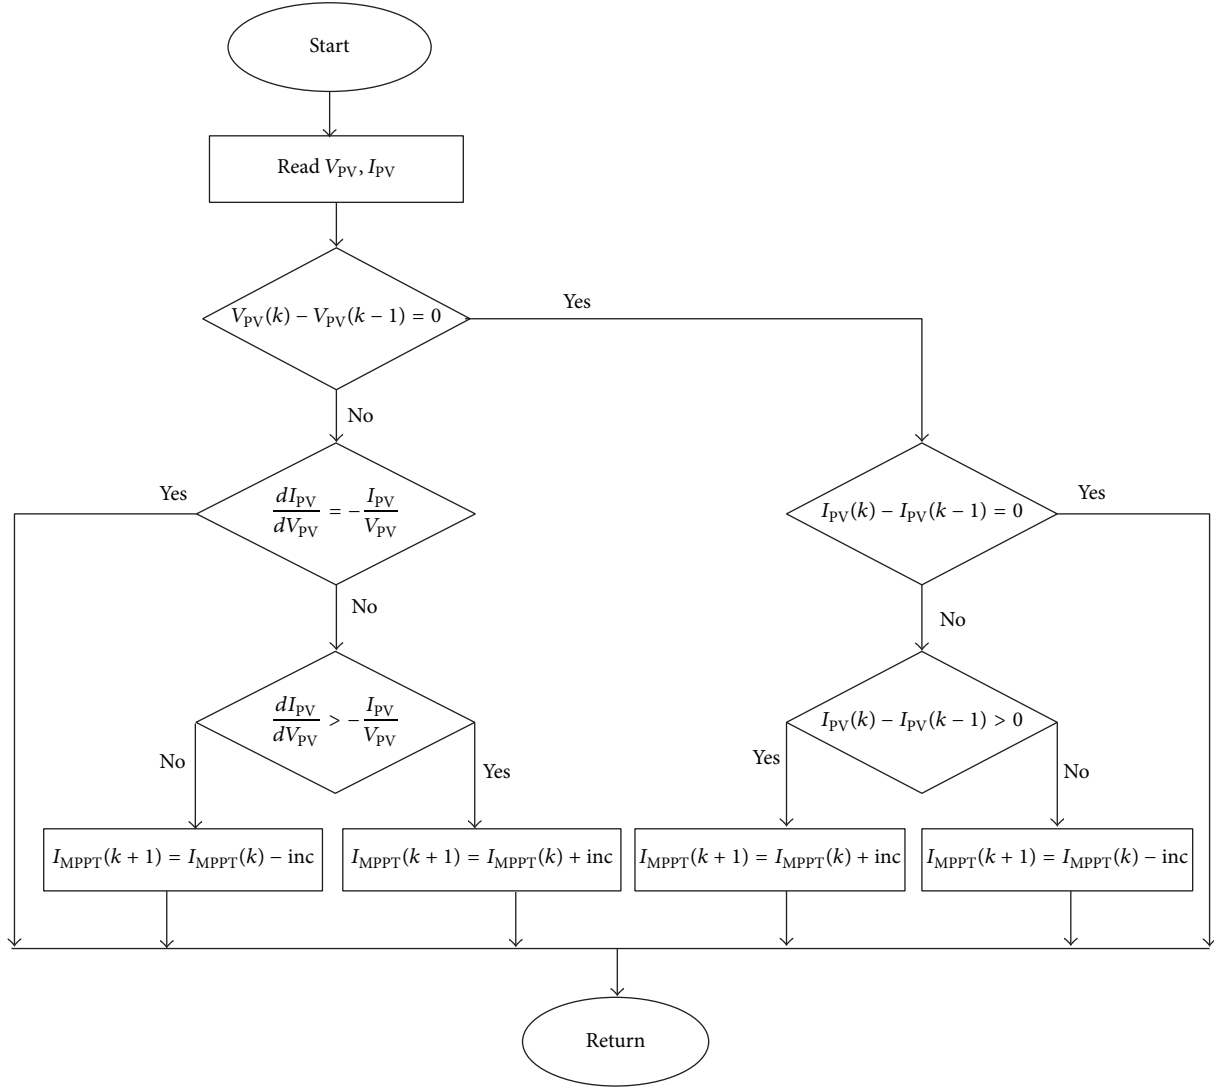 Start
Read V_PV, I_PV
Yes
V_PV(k) − V_PV(k − 1) = 0
No
Yes
dI_PV/dV_PV = −I_PV/V_PV
I_PV(k) − I_PV(k − 1) = 0
Yes
No
No
dI_PV/dV_PV > −I_PV/V_PV
I_PV(k) − I_PV(k − 1) > 0
No
Yes
Yes
No
I_MPPT(k + 1) = I_MPPT(k) − inc
I_MPPT(k + 1) = I_MPPT(k) + inc
I_MPPT(k + 1) = I_MPPT(k) + inc
I_MPPT(k + 1) = I_MPPT(k) − inc
Return